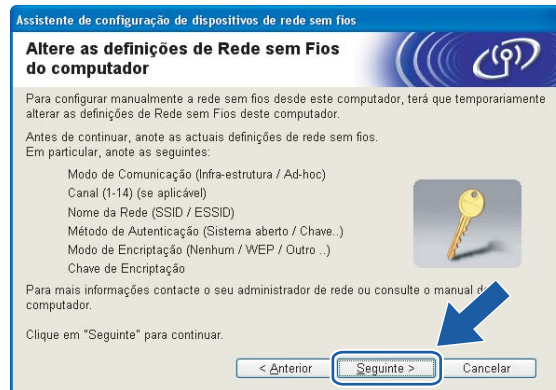 Assistente de configuração de dispositivos de rede sem fios
Altere as definições de Rede sem Fios
do computador
Para configurar manualmente a rede sem fios desde este computador, terá que temporariamente
alterar as definições de Rede sem Fios deste computador.
Antes de continuar, anote as actuais definições de rede sem fios.
Em particular, anote as seguintes:
Modo de Comunicação (Infra-estrutura / Ad-hoc)
Canal (1-14) (se aplicável)
Nome da Rede (SSID / ESSID)
Método de Autenticação (Sistema aberto / Chave..)
Modo de Encriptação (Nenhum / WEP / Outro ..)
Chave de Encriptação
Para mais informações contacte o seu administrador de rede ou consulte o manual
computador.
Clique em "Seguinte" para continuar.
< Anterior Seguinte > Cancelar